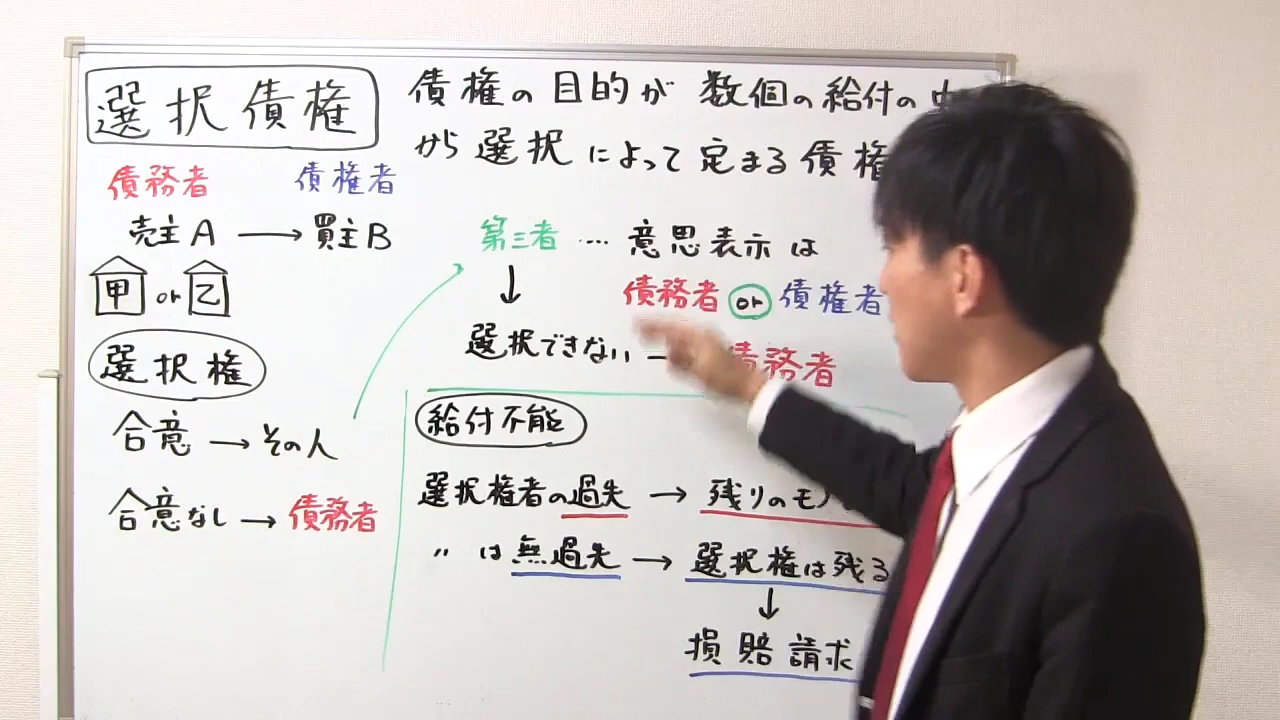 選択債権
債権の目的が数個の給付の
から選択によって定まる債権
債務者 債権者
売主A → 買主B
甲 or 乙
選択権
合意 → その人
合意なし → 債務者
第三者 … 意思表示は
債務者 or 債権者
↓
選択できない → 債務者
給付不能
選択権者の過失 → 残りのモノ
〃 は無過失 → 選択権は残る
↓
損賠請求